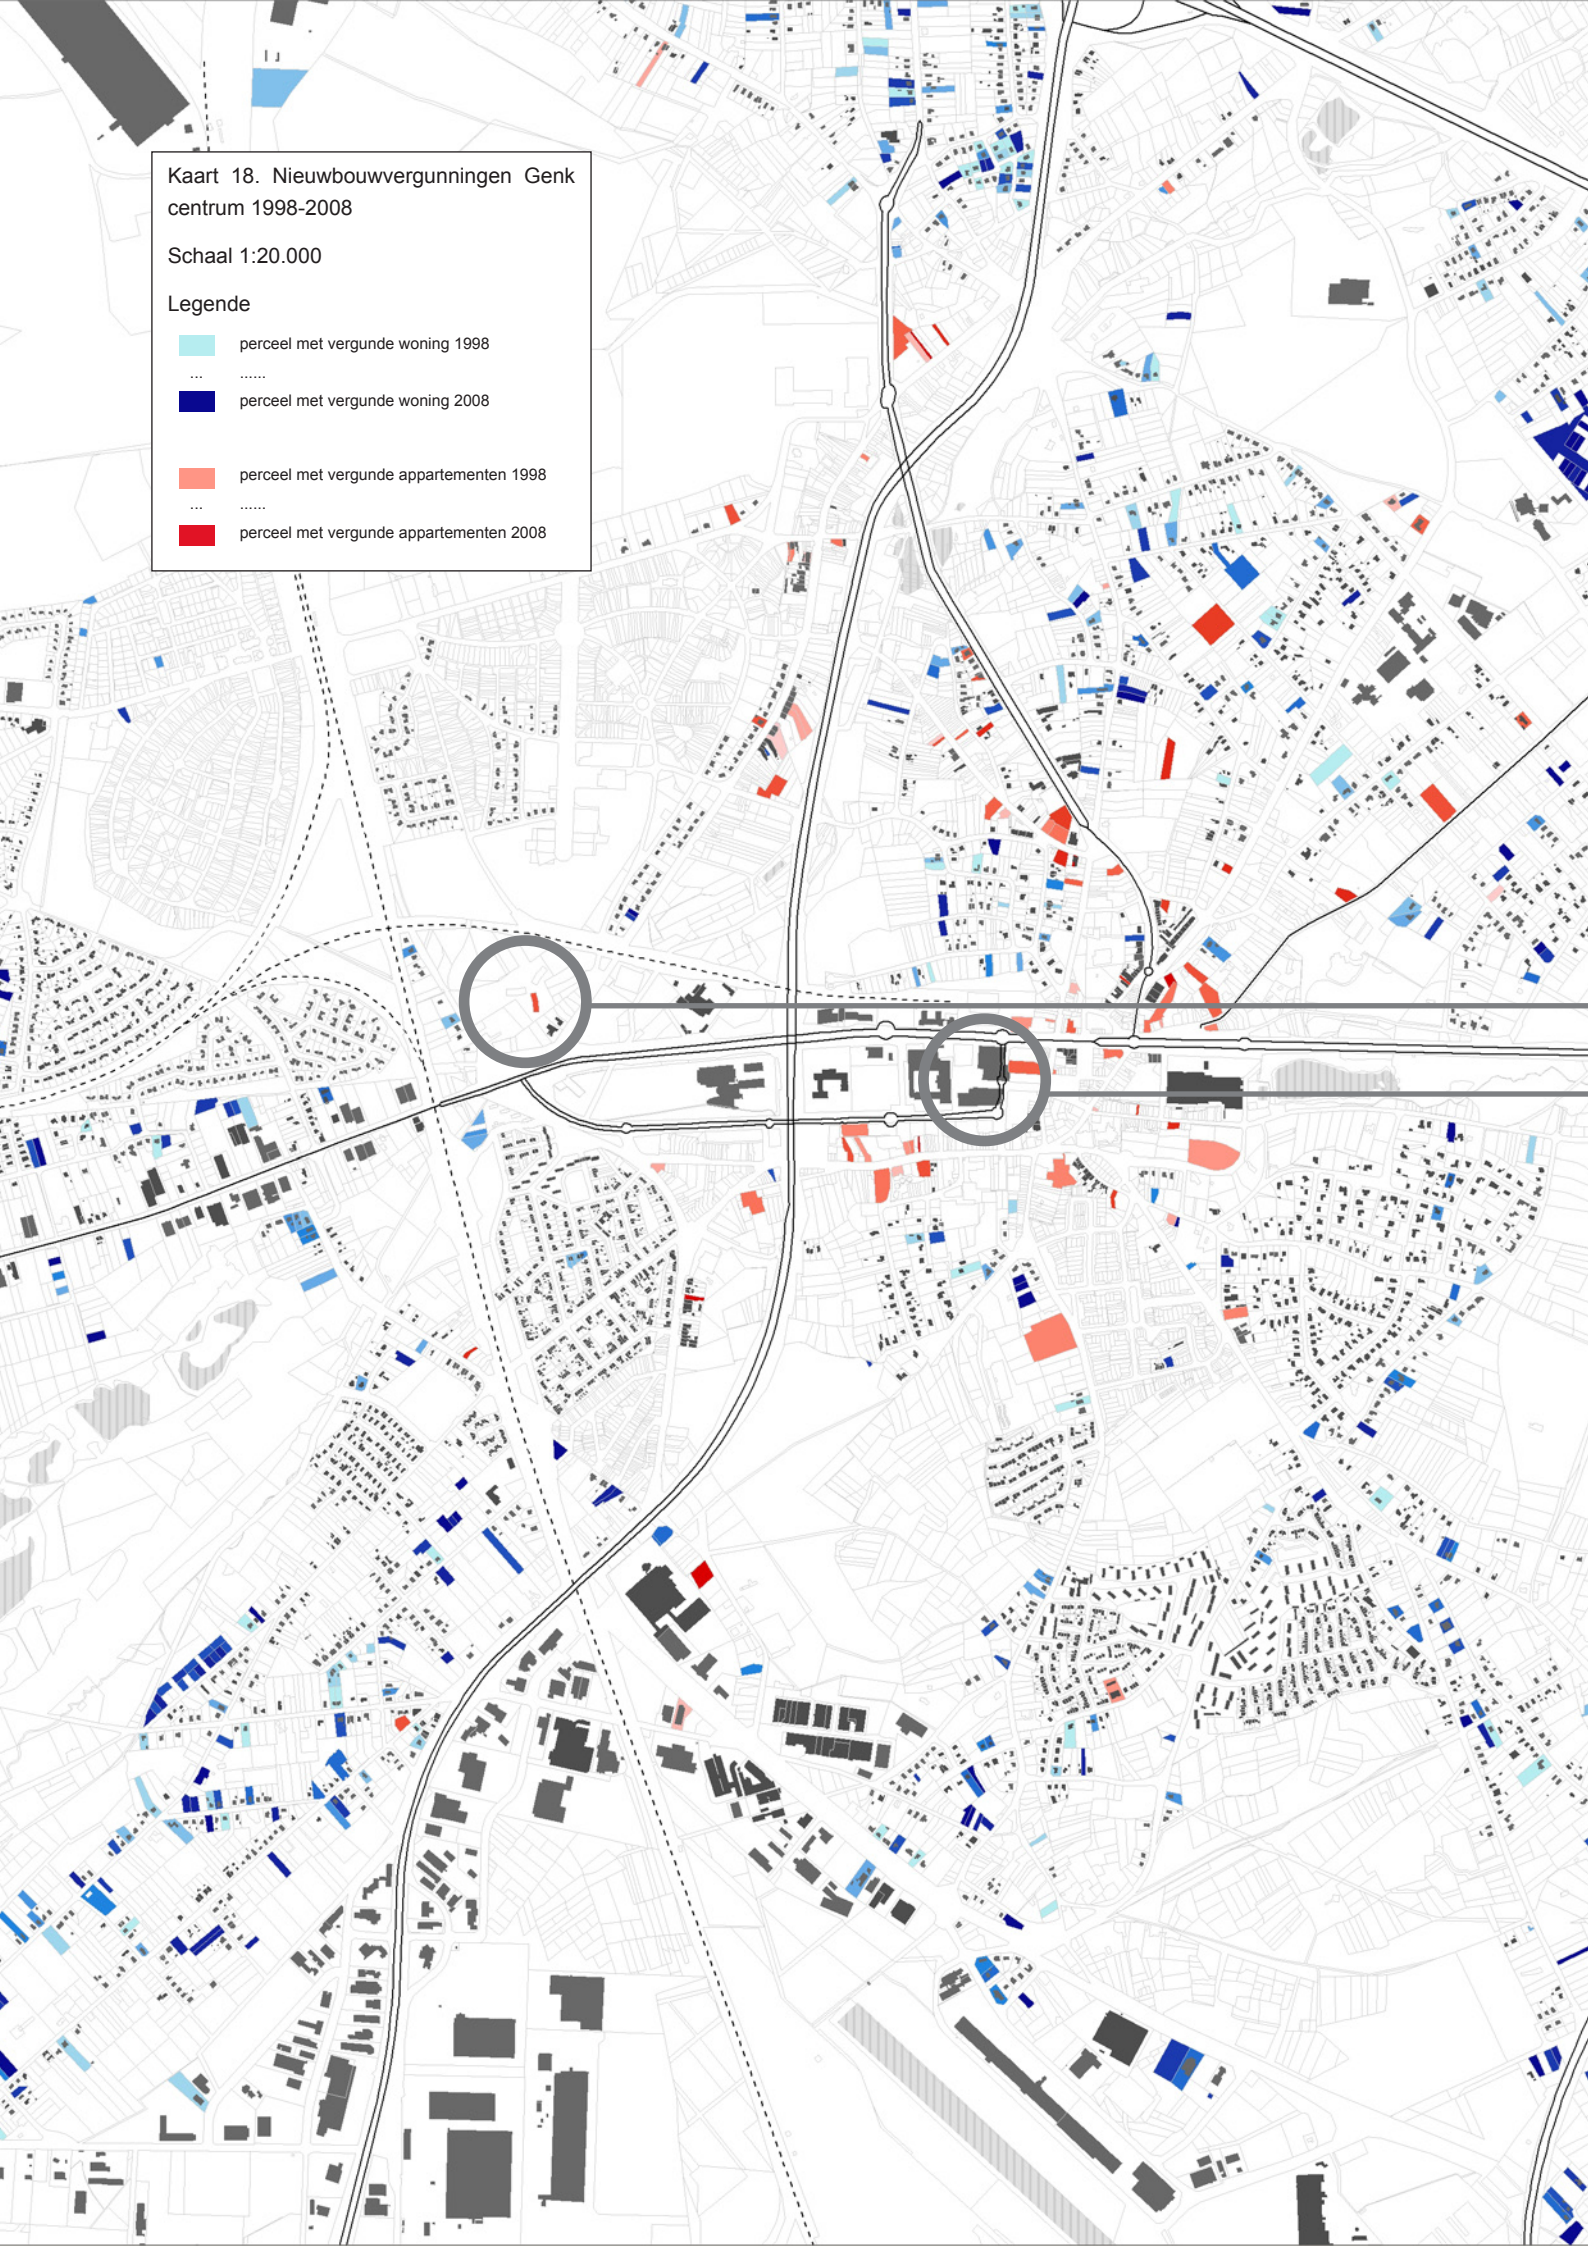 Kaart 18. Nieuwbouwvergunningen Genk
centrum 1998-2008
Schaal 1:20.000
Legende
perceel met vergunde woning 1998
... ......
perceel met vergunde woning 2008
perceel met vergunde appartementen 1998
... ......
perceel met vergunde appartementen 2008